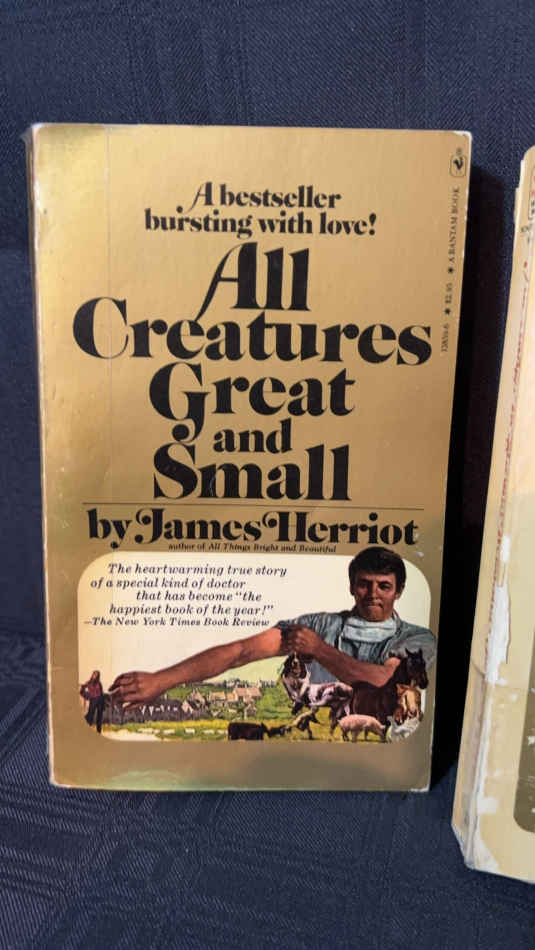 A bestseller
bursting with love!
All
Creatures
Great
and
Small
by James Herriot
author of All Things Bright and Beautiful
The heartwarming true story
of a special kind of doctor
that has become "the
happiest book of the year!"
—The New York Times Book Review
$2.95 * A BANTAM BOOK